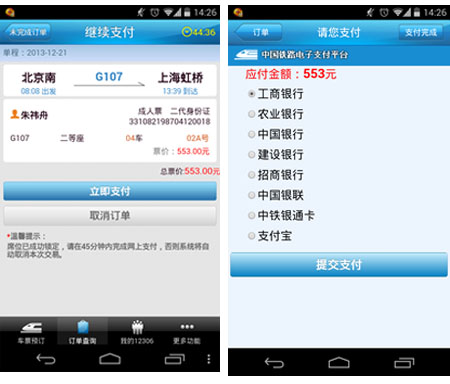 14:26
未完成订单 继续支付 44:36
单程：2013-12-21
北京南 G107 上海虹桥
08:08 出发 13:39 到达
朱祎舟 成人票 二代身份证
331082198704120018
G107 二等座 04车 02A号
票价：553.00元
总票价:553.00元
立即支付
取消订单
*温馨提示：
席位已成功锁定，请在45分钟内完成网上支付，否则系统将自
动取消本次交易。
车票预订 订单查询 我的12306 更多功能
14:26
订单 请您支付 支付完成
中国铁路电子支付平台
应付金额：553元
工商银行
农业银行
中国银行
建设银行
招商银行
中国银联
中铁银通卡
支付宝
提交支付